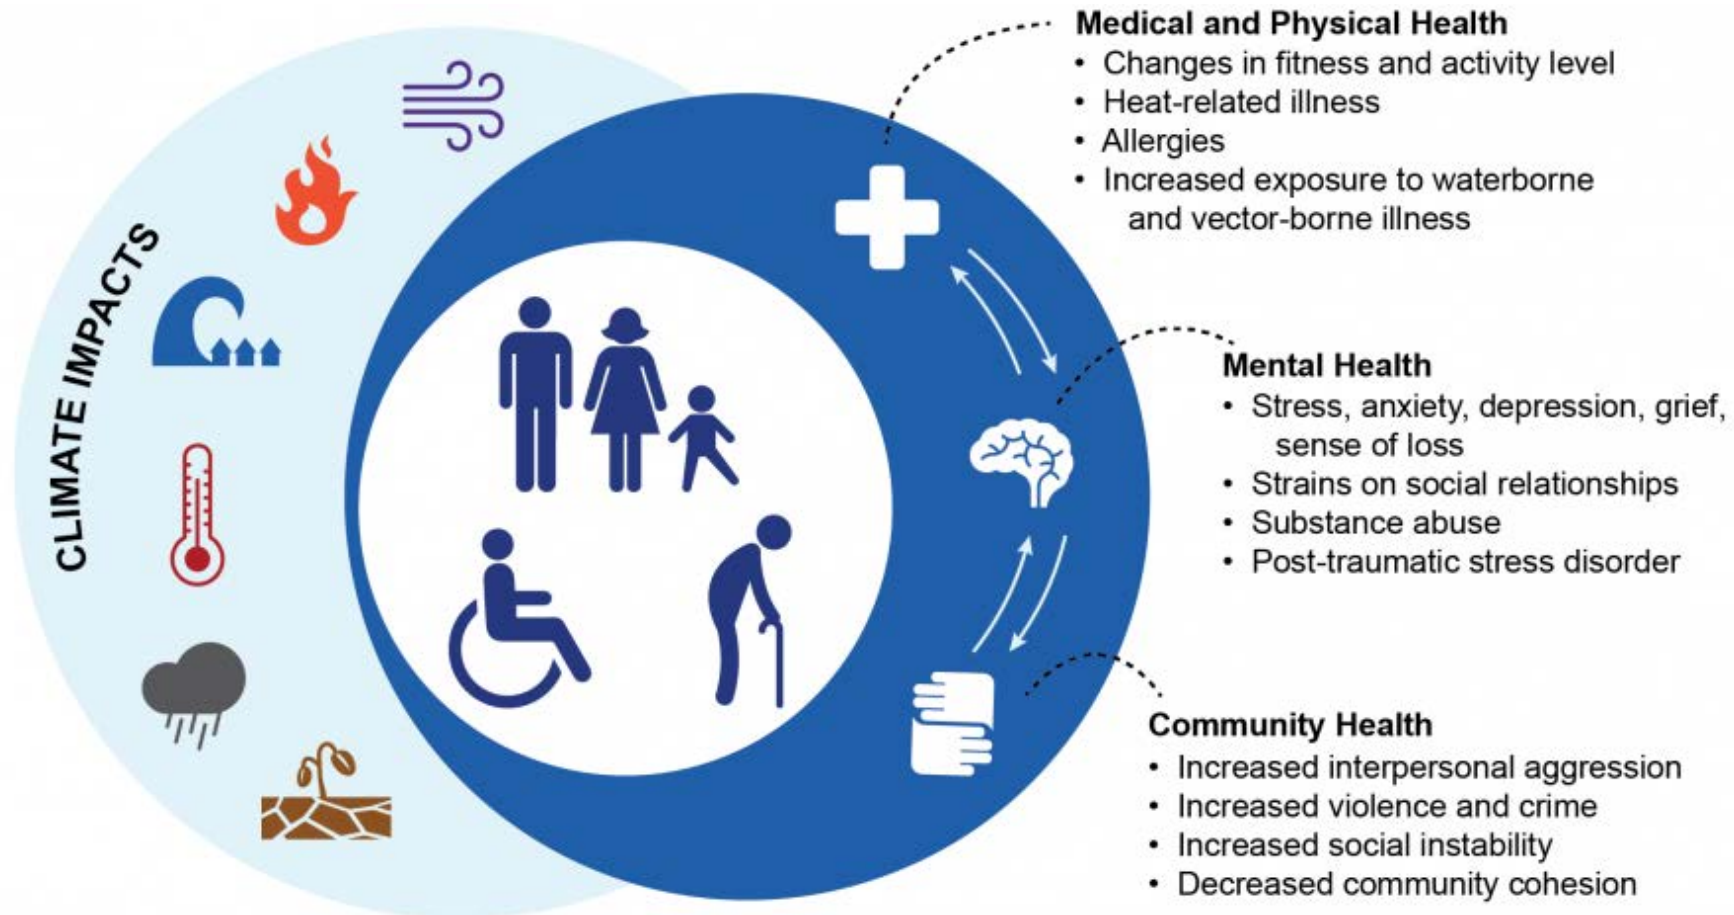 CLIMATE IMPACTS
Medical and Physical Health
• Changes in fitness and activity level
• Heat-related illness
• Allergies
• Increased exposure to waterborne
and vector-borne illness
Mental Health
• Stress, anxiety, depression, grief,
sense of loss
• Strains on social relationships
• Substance abuse
• Post-traumatic stress disorder
Community Health
• Increased interpersonal aggression
• Increased violence and crime
• Increased social instability
• Decreased community cohesion